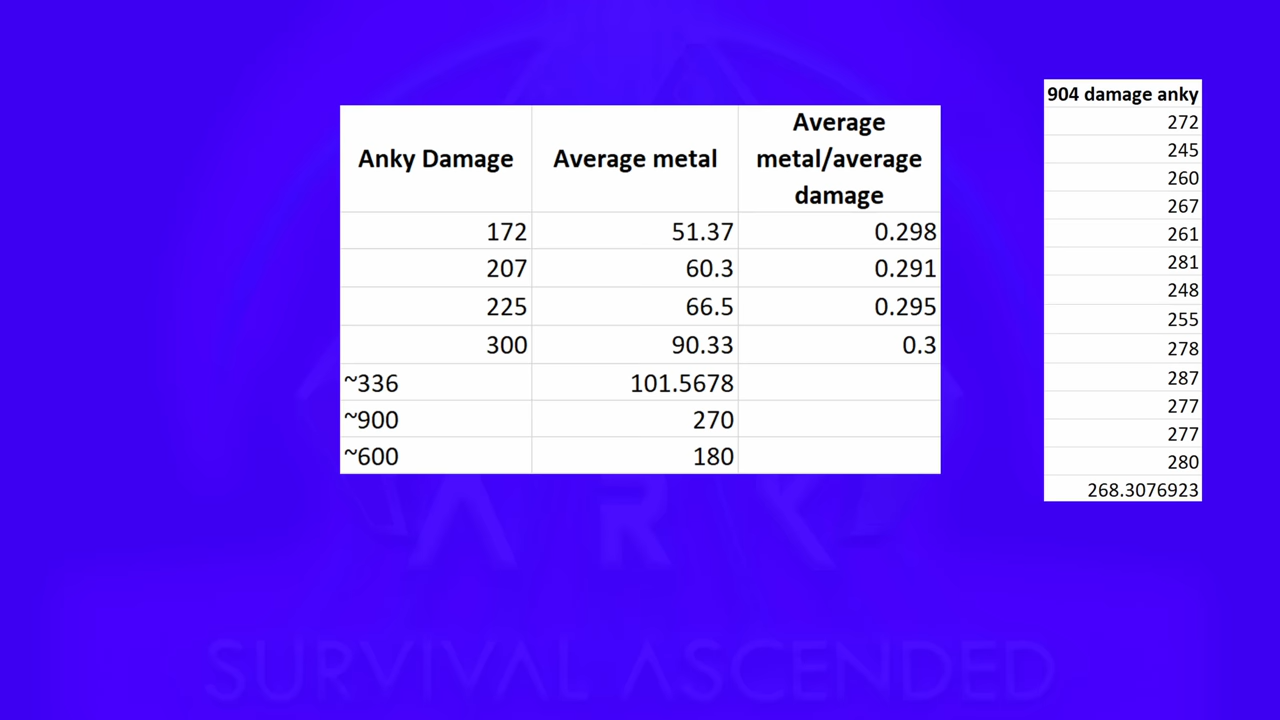 Anky Damage Average metal Average metal/average damage
172 51.37 0.298
207 60.3 0.291
225 66.5 0.295
300 90.33 0.3
~336 101.5678
~900 270
~600 180
904 damage anky
272
245
260
267
261
281
248
255
278
287
277
277
280
268.3076923
ARK
SURVIVAL ASCENDED